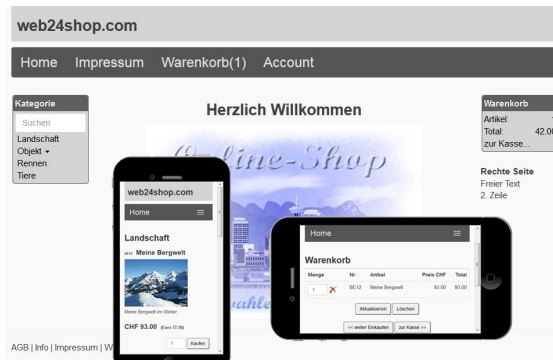 web24shop.com
Home Impressum Warenkorb(1) Account
Kategorie
Suchen
Landschaft
Objekt
Rennen
Tiere
Herzlich Willkommen
Online-Shop
Warenkorb
Artikel:
Total: 42.00
zur Kasse...
Rechte Seite
Freier Text
2. Zeile
web24shop.com
Home
Landschaft
BE12 Meine Bergwelt
Meine Bergwelt im Winter
CHF 93.00
1 Kaufen
Home
Warenkorb
Menge Nr Artikel Preis CHF Total
1 BE12 Meine Bergwelt 93.00 93.00
Aktualisieren Löschen
<< weiter Einkaufen zur Kasse >>
AGB | Info | Impressum | W